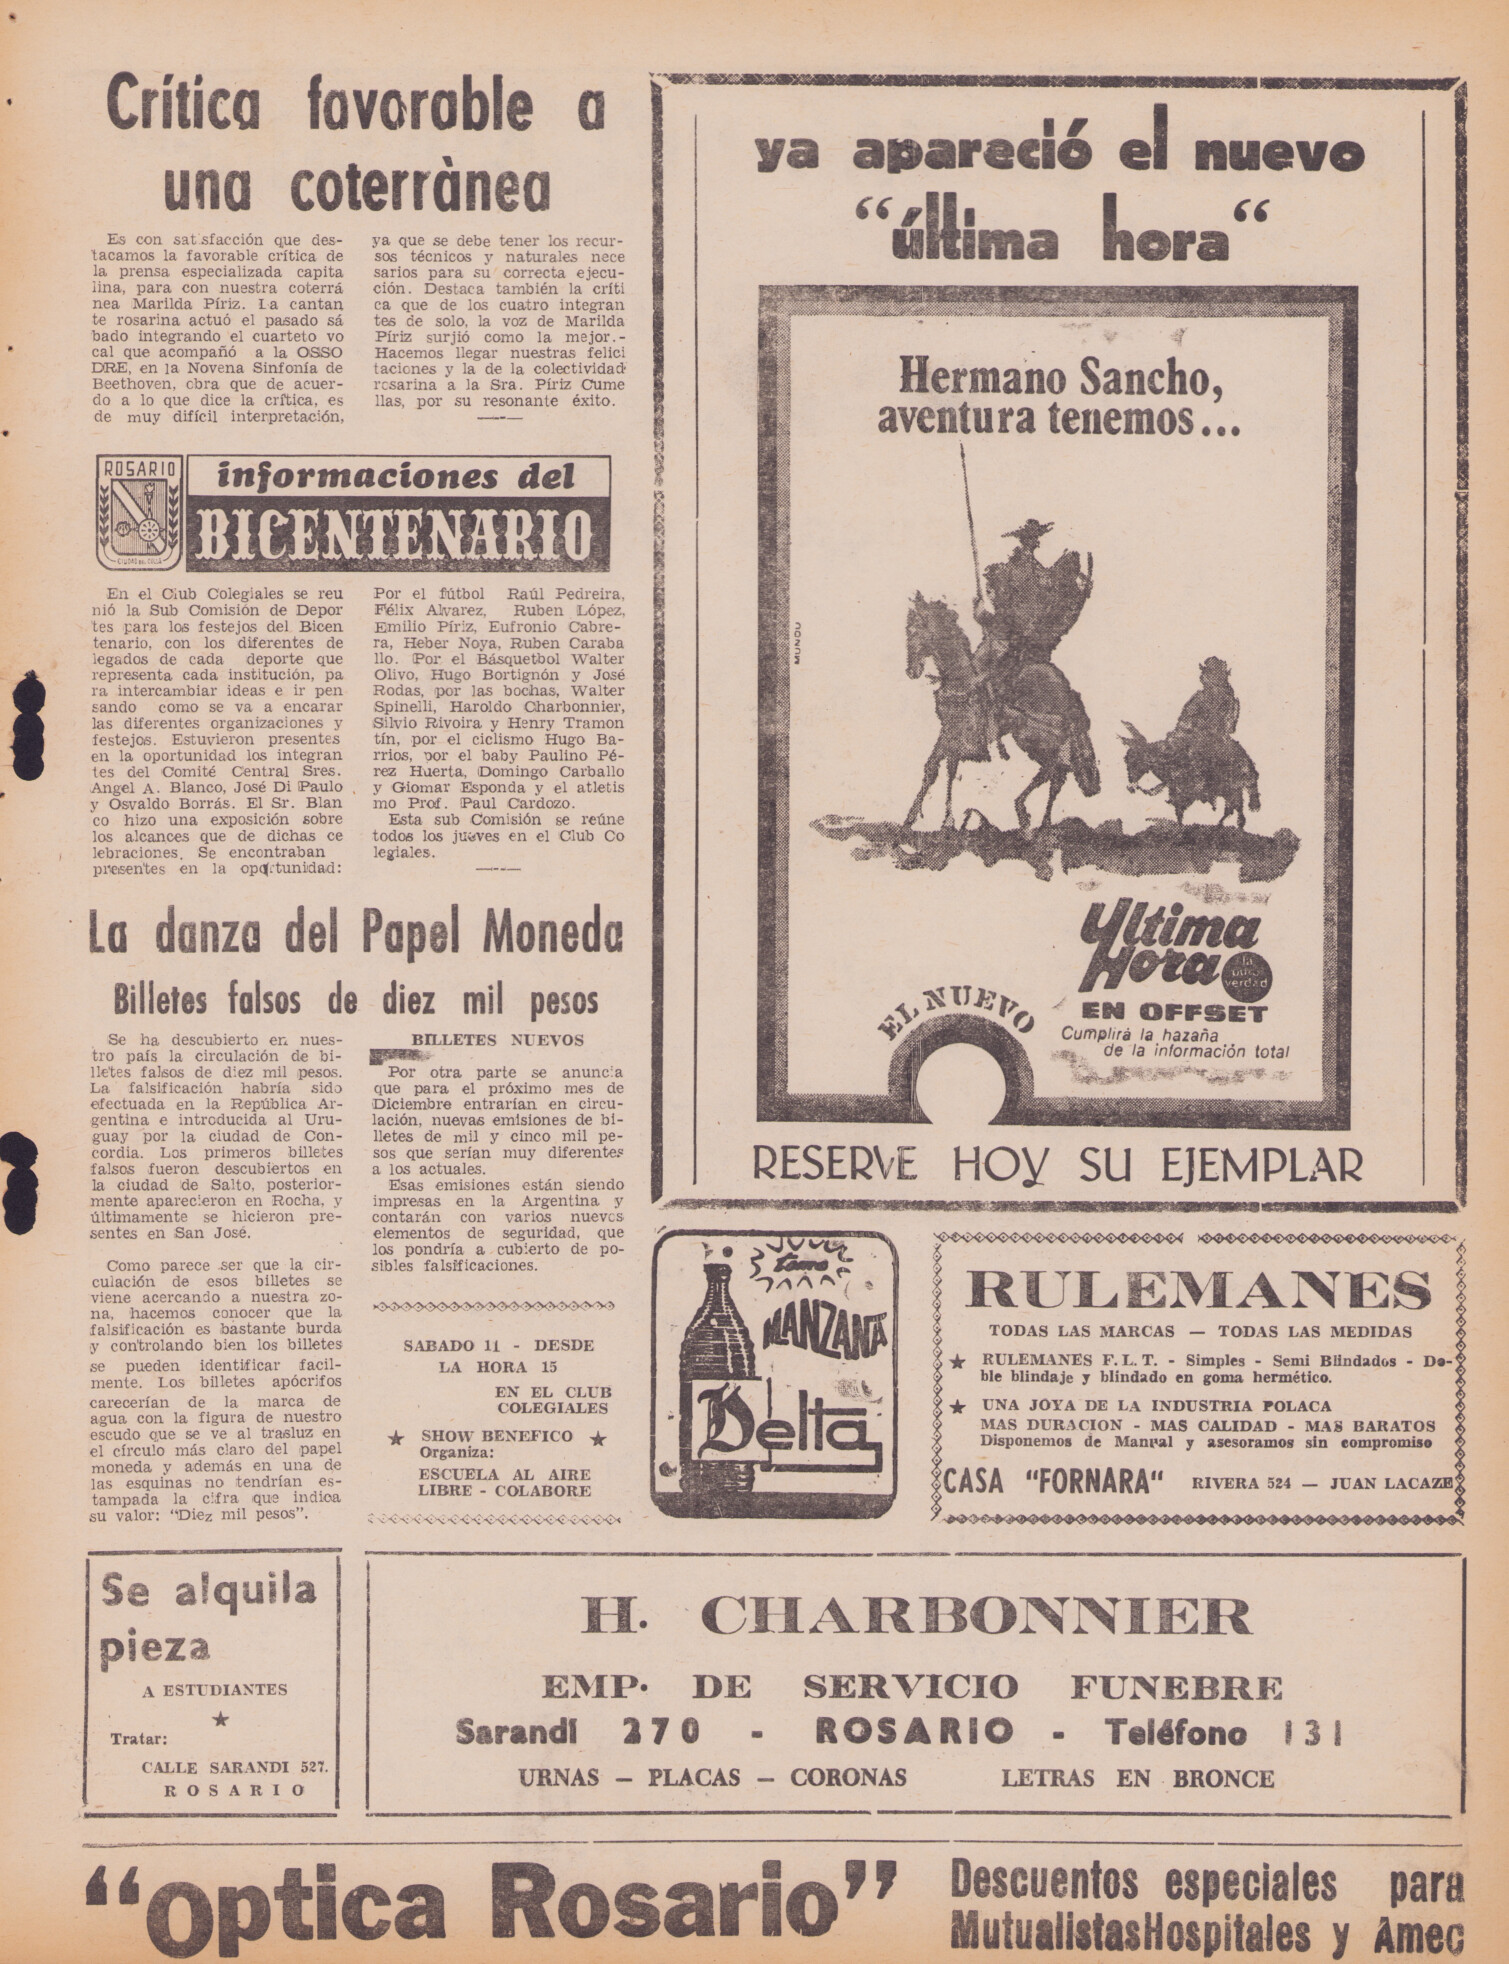 Crítica favorable a
una coterrànea
Es con satisfacción que des-
tacamos la favorable crítica de
la prensa especializada capita
lina, para con nuestra coterrá
nea Marilda Píriz. La cantan
te rosarina actuó el pasado sá
bado integrando el cuarteto vo
cal que acompañó a la OSSO
DRE, en la Novena Sinfonía de
Beethoven, obra que de acuer-
do a lo que dice la crítica, es
de muy difícil interpretación,
ya que se debe tener los recur-
sos técnicos y naturales nece
sarios para su correcta ejecu-
ción. Destaca también la críti
ca que de los cuatro integran
tes de solo, la voz de Marilda
Píriz surjió como la mejor.-
Hacemos llegar nuestras felici
taciones y la de la colectividad
rosarina a la Sra. Píriz Cume
llas, por su resonante éxito.
ROSARIO
informaciones del
BICENTENARIO
En el Club Colegiales se reu
nió la Sub Comisión de Depor
tes para los festejos del Bicen
tenario, con los diferentes de
legados de cada deporte que
representa cada institución, pa
ra intercambiar ideas e ir pen
sando como se va a encarar
las diferentes organizaciones y
festejos. Estuvieron presentes
en la oportunidad los integran
tes del Comité Central Sres.
Angel A. Blanco, José Di Paulo
y Osvaldo Borrás. El Sr. Blan
co hizo una exposición sobre
los alcances que de dichas ce
lebraciones. Se encontraban
presentes en la oportunidad:
Por el fútbol Raúl Pedreira,
Félix Alvarez, Ruben López,
Emilio Píriz, Eufronio Cabre-
ra, Heber Noya, Ruben Caraba
llo. Por el Básquetbol Walter
Olivo, Hugo Bortignón y José
Rodas, por las bochas, Walter
Spinelli, Haroldo Charbonnier,
Silvio Rivoira y Henry Tramon
tín, por el ciclismo Hugo Ba-
rrios, por el baby Paulino Pé-
rez Huerta, Domingo Carballo
y Giomar Esponda y el atletis
mo Prof. Paul Cardozo.
Esta sub Comisión se reúne
todos los jueves en el Club Co
legiales.
La danza del Papel Moneda
Billetes falsos de diez mil pesos
Se ha descubierto en nues-
tro país la circulación de bi-
lletes falsos de diez mil pesos.
La falsificación habría sido
efectuada en la República Ar-
gentina e introducida al Uru-
guay por la ciudad de Con-
cordia. Los primeros billetes
falsos fueron descubiertos en
la ciudad de Salto, posterior-
mente aparecieron en Rocha, y
últimamente se hicieron pre-
sentes en San José.
Como parece ser que la cir-
culación de esos billetes se
viene acercando a nuestra zo-
na, hacemos conocer que la
falsificación es bastante burda
y controlando bien los billetes
se pueden identificar facil-
mente. Los billetes apócrifos
carecerían de la marca de
agua con la figura de nuestro
escudo que se ve al trasluz en
el círculo más claro del papel
moneda y además en una de
las esquinas no tendrían es-
tampada la cifra que indica
su valor: "Diez mil pesos".
BILLETES NUEVOS
Por otra parte se anuncia
que para el próximo mes de
Diciembre entrarían en circu-
lación, nuevas emisiones de bi-
lletes de mil y cinco mil pe-
sos que serían muy diferentes
a los actuales.
Esas emisiones están siendo
impresas en la Argentina y
contarán con varios nuevos
elementos de seguridad, que
los pondría a cubierto de po-
sibles falsificaciones.
SABADO 11 - DESDE
LA HORA 15
EN EL CLUB
COLEGIALES
★ SHOW BENEFICO ★
Organiza:
ESCUELA AL AIRE
LIBRE - COLABORE
ya apareció el nuevo
"última hora"
Hermano Sancho,
aventura tenemos...
MUNDU
Ultima
Hora
la
otra
verdad
EN OFFSET
EL NUEVO
Cumplirá la hazaña
de la información total
RESERVE HOY SU EJEMPLAR
tome
MANZANA
Delta
RULEMANES
TODAS LAS MARCAS — TODAS LAS MEDIDAS
★ RULEMANES F.L.T. - Simples - Semi Blindados - Do-
ble blindaje y blindado en goma hermético.
★ UNA JOYA DE LA INDUSTRIA POLACA
MAS DURACION - MAS CALIDAD - MAS BARATOS
Disponemos de Manual y asesoramos sin compromiso
CASA "FORNARA" RIVERA 524 — JUAN LACAZE
Se alquila
pieza
A ESTUDIANTES
★
Tratar:
CALLE SARANDI 527.
ROSARIO
H. CHARBONNIER
EMP. DE SERVICIO FUNEBRE
Sarandí 270 - ROSARIO - Teléfono 131
URNAS — PLACAS — CORONAS LETRAS EN BRONCE
"Optica Rosario"
Descuentos especiales para
MutualistasHospitales y Amec